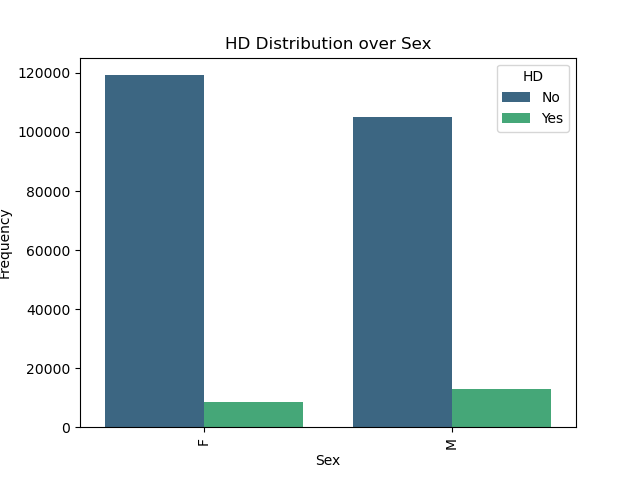 HD Distribution over Sex
HD
No
Yes
120000
100000
80000
60000
40000
20000
0
Frequency
F
M
Sex